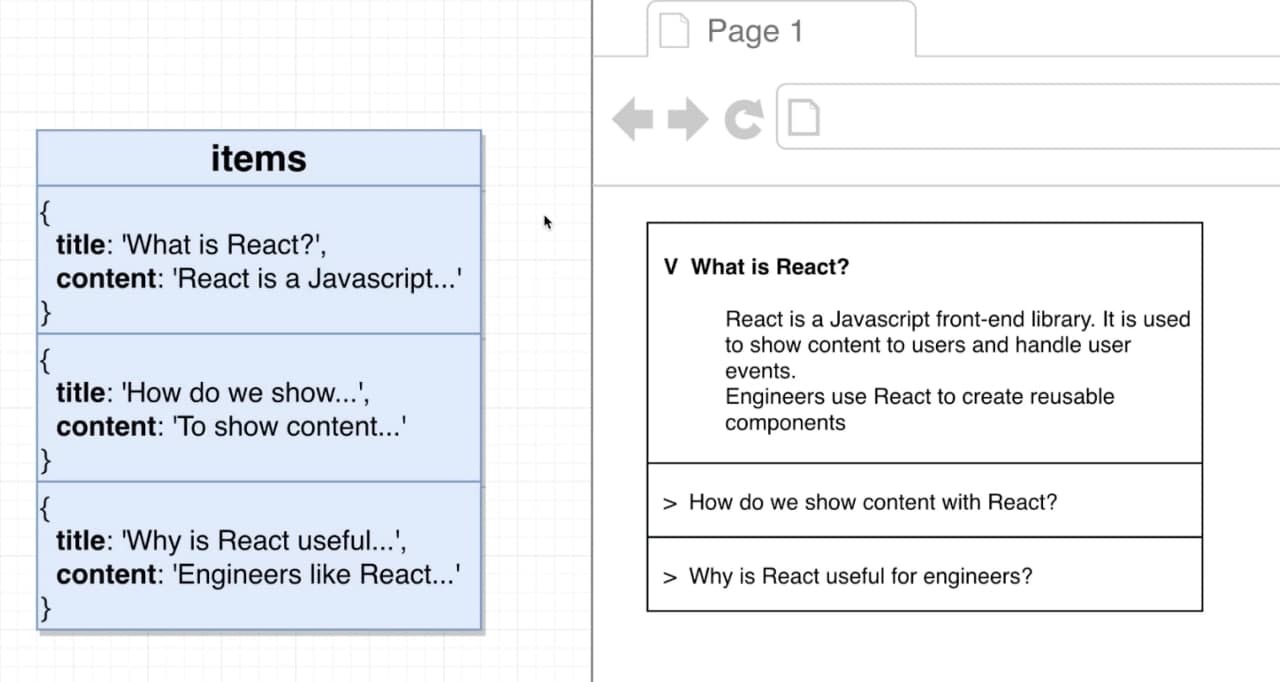 items
{
title: 'What is React?',
content: 'React is a Javascript...'
}
{
title: 'How do we show...',
content: 'To show content...'
}
{
title: 'Why is React useful...',
content: 'Engineers like React...'
}
Page 1
V What is React?
React is a Javascript front-end library. It is used
to show content to users and handle user
events.
Engineers use React to create reusable
components
> How do we show content with React?
> Why is React useful for engineers?